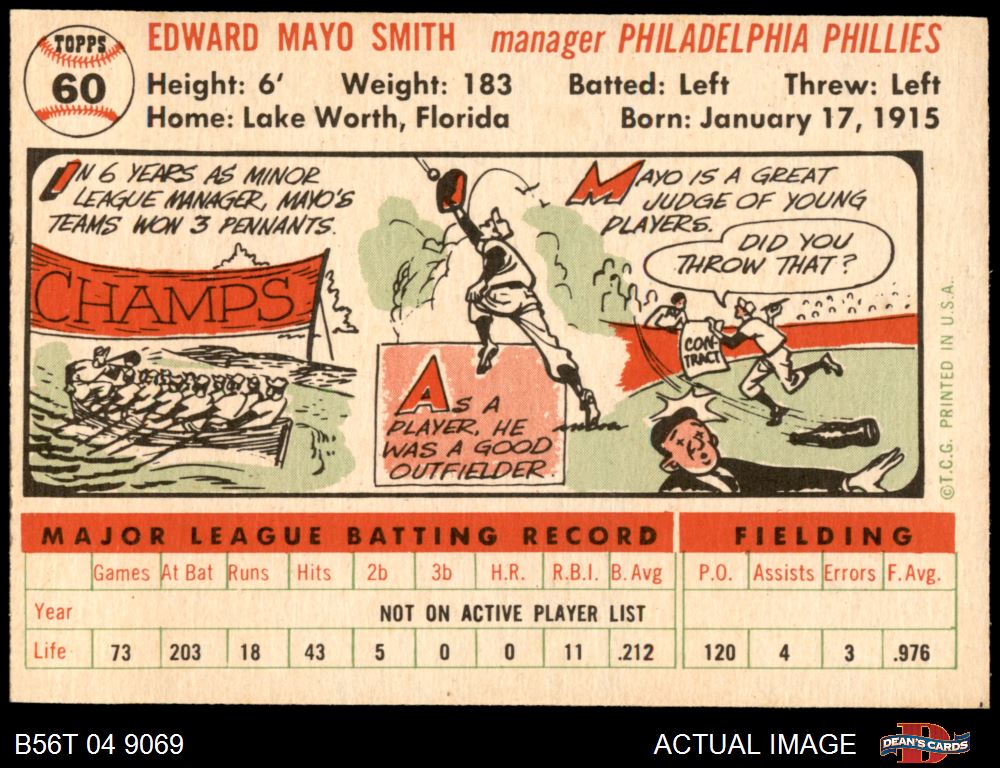 TOPPS
60
EDWARD MAYO SMITH manager PHILADELPHIA PHILLIES
Height: 6' Weight: 183 Batted: Left Threw: Left
Home: Lake Worth, Florida Born: January 17, 1915
IN 6 YEARS AS MINOR
LEAGUE MANAGER, MAYO'S
TEAMS WON 3 PENNANTS.
CHAMPS
AS A
PLAYER, HE
WAS A GOOD
OUTFIELDER.
MAYO IS A GREAT
JUDGE OF YOUNG
PLAYERS.
DID YOU
THROW THAT?
CON-
TRACT
©T.C.G. PRINTED IN U.S.A.
MAJOR LEAGUE BATTING RECORD FIELDING
Games At Bat Runs Hits 2b 3b H.R. R.B.I. B. Avg P.O. Assists Errors F. Avg.
Year NOT ON ACTIVE PLAYER LIST
Life 73 203 18 43 5 0 0 11 .212 120 4 3 .976
B56T 04 9069 ACTUAL IMAGE DEAN'S CARDS